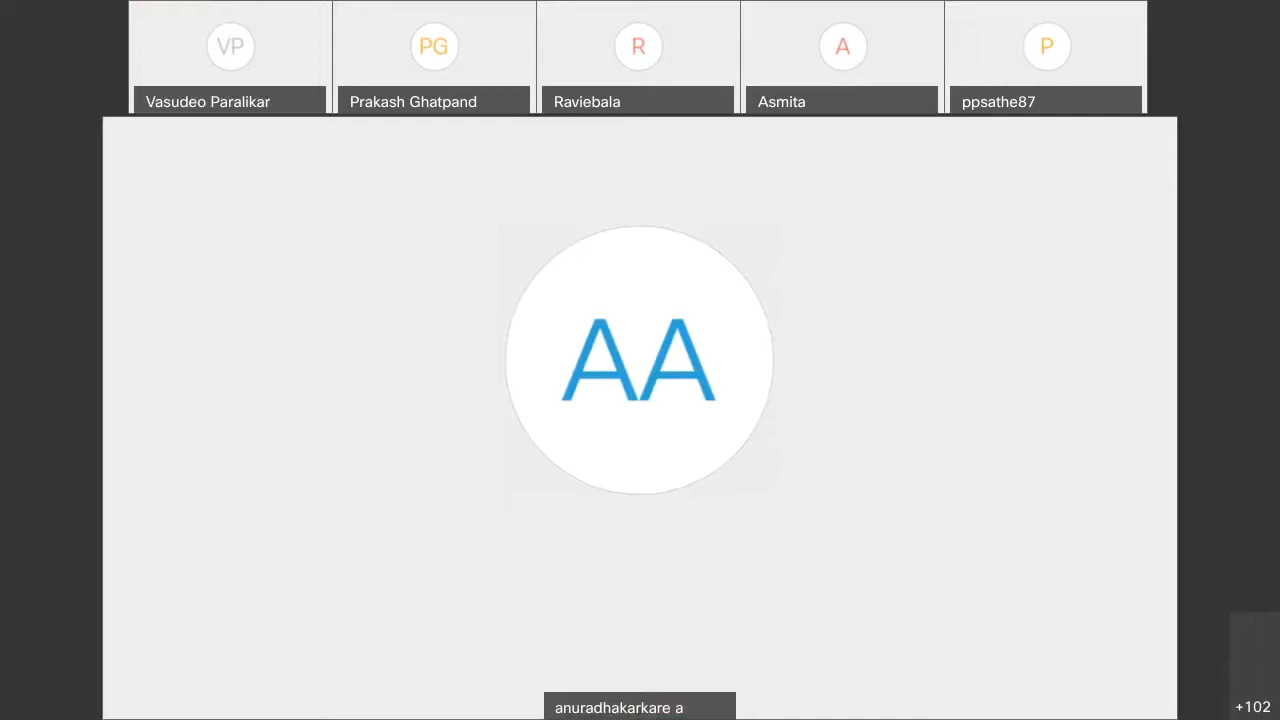 VP
PG
R
A
P
Vasudeo Paralikar
Prakash Ghatpand
Raviebala
Asmita
ppsathe87
AA
anuradhakarkare a
+102